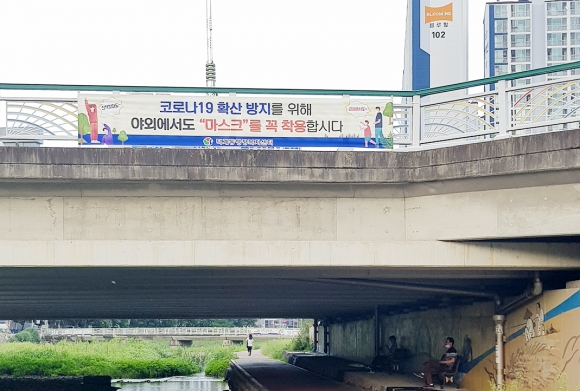 코로나19 확산 방지를 위해
야외에서도 "마스크"를 꼭 착용합시다
102